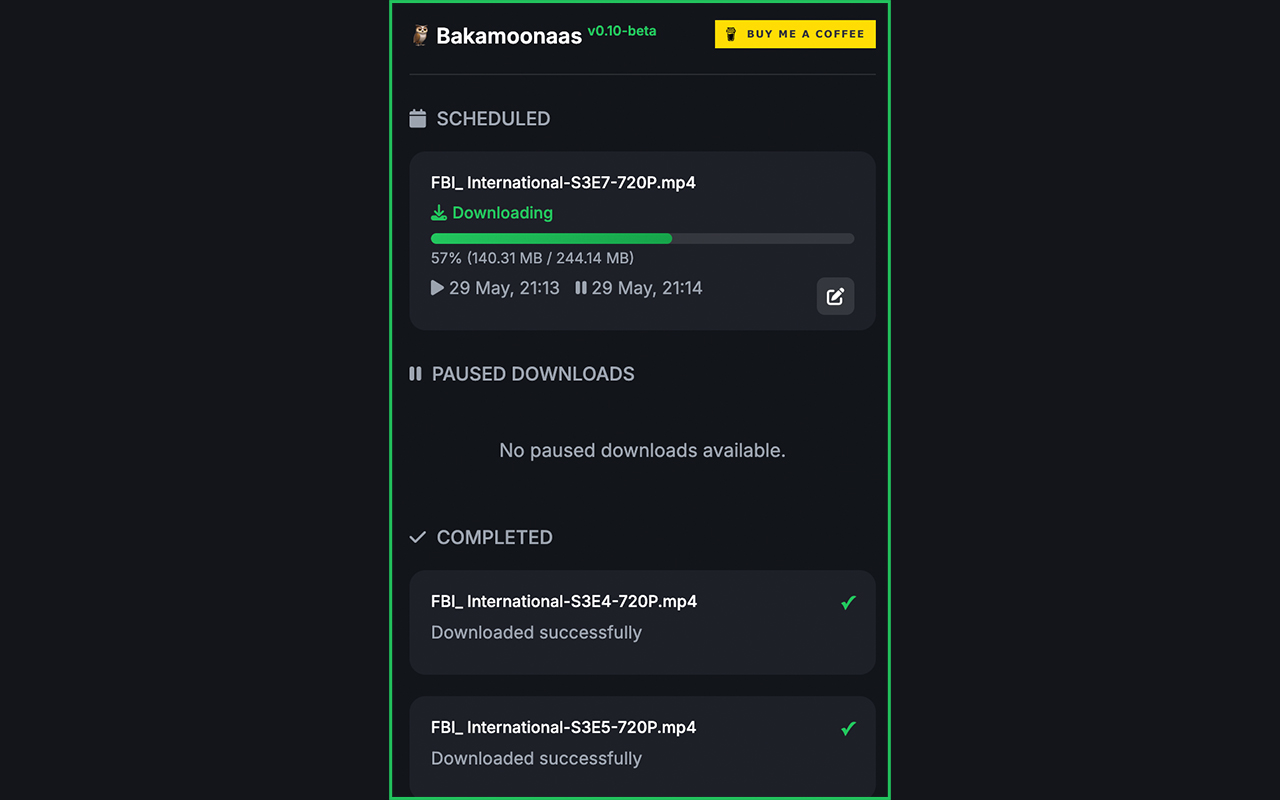 Bakamoonaas v0.10-beta
BUY ME A COFFEE
SCHEDULED
FBI_ International-S3E7-720P.mp4
Downloading
57% (140.31 MB / 244.14 MB)
29 May, 21:13 29 May, 21:14
PAUSED DOWNLOADS
No paused downloads available.
COMPLETED
FBI_ International-S3E4-720P.mp4
Downloaded successfully
FBI_ International-S3E5-720P.mp4
Downloaded successfully